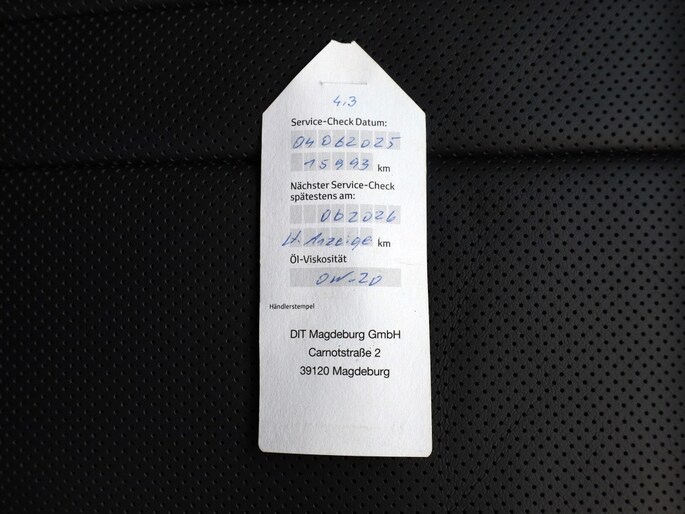 4,3
Service-Check Datum:
04062025
15993 km
Nächster Service-Check
spätestens am:
062026
lt. Anzeige km
Öl-Viskosität
0W-20
Händlerstempel
DIT Magdeburg GmbH
Carnotstraße 2
39120 Magdeburg